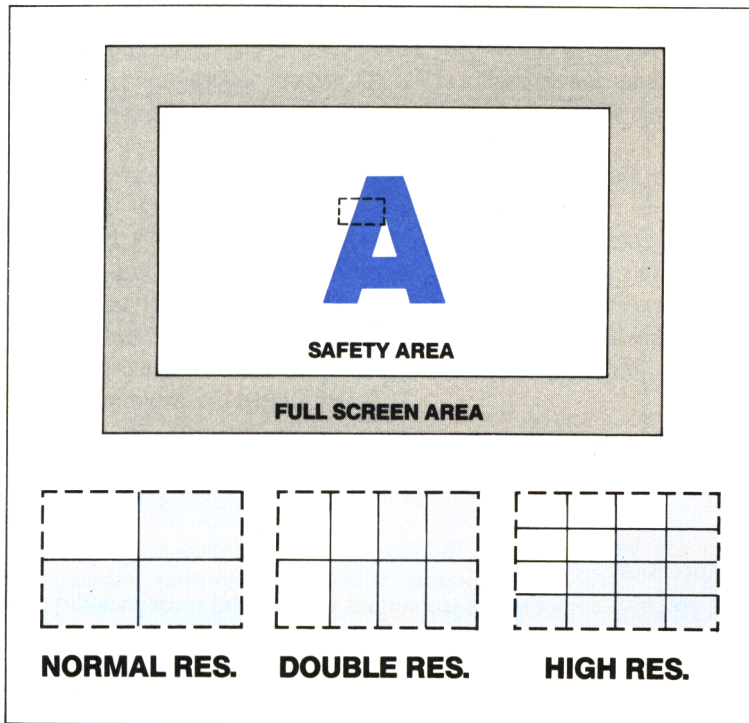 A
SAFETY AREA
FULL SCREEN AREA
NORMAL RES.
DOUBLE RES.
HIGH RES.